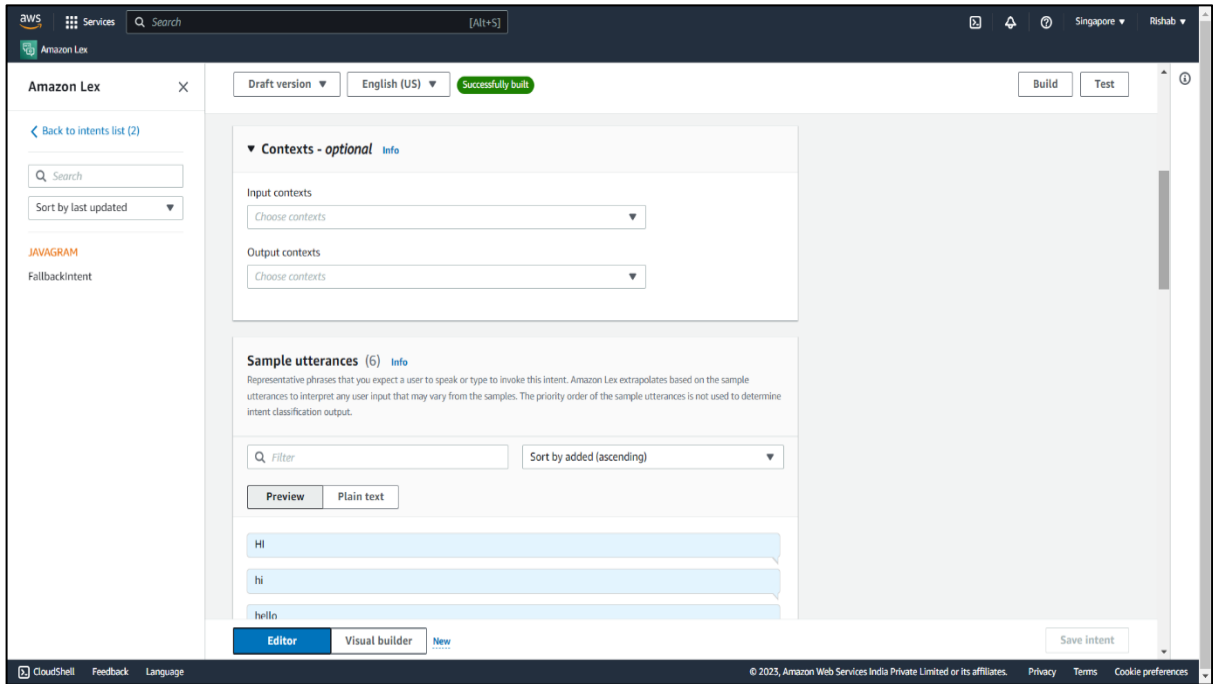 aws
Services
Search
[Alt+S]
Singapore
Rishab
Amazon Lex
Amazon Lex
Back to intents list (2)
Search
Sort by last updated
JAVAGRAM
FallbackIntent
Draft version
English (US)
Successfully built
Build
Test
Contexts - optional Info
Input contexts
Choose contexts
Output contexts
Choose contexts
Sample utterances (6) Info
Representative phrases that you expect a user to speak or type to invoke this intent. Amazon Lex extrapolates based on the sample
utterances to interpret any user input that may vary from the samples. The priority order of the sample utterances is not used to determine
intent classification output.
Filter
Sort by added (ascending)
Preview
Plain text
HI
hi
hello
Editor
Visual builder
New
Save intent
CloudShell
Feedback
Language
© 2023, Amazon Web Services India Private Limited or its affiliates.
Privacy
Terms
Cookie preferences